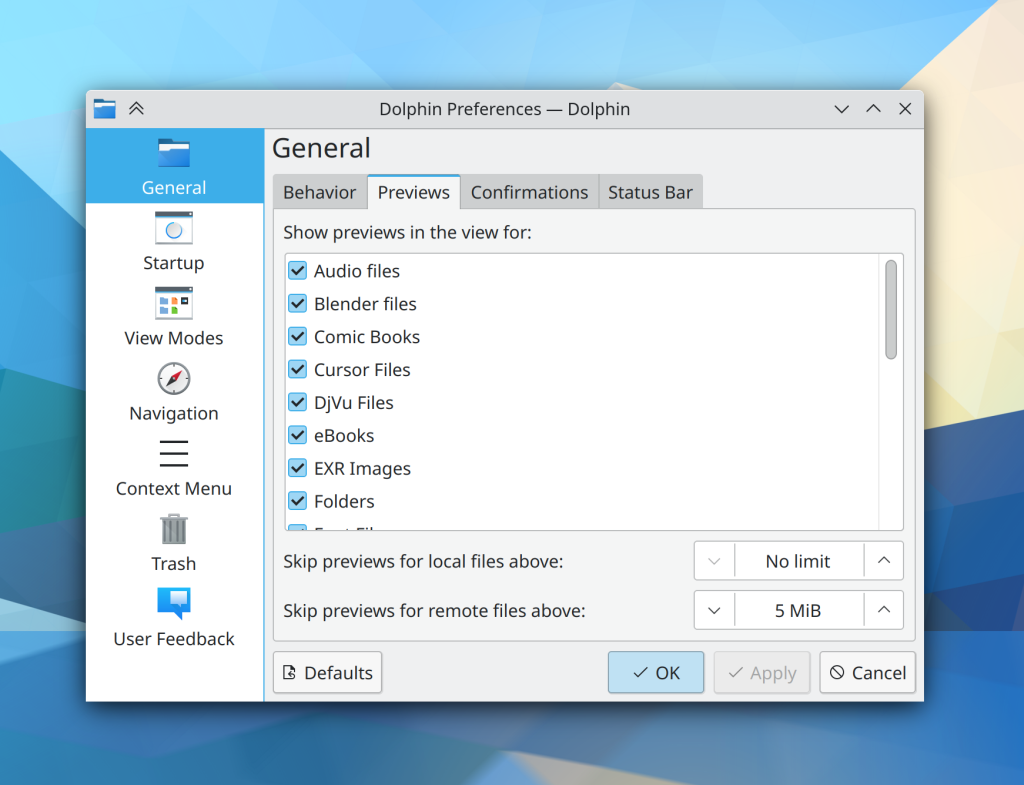 Dolphin Preferences — Dolphin
General
Startup
View Modes
Navigation
Context Menu
Trash
User Feedback
General
Behavior Previews Confirmations Status Bar
Show previews in the view for:
Audio files
Blender files
Comic Books
Cursor Files
DjVu Files
eBooks
EXR Images
Folders
Skip previews for local files above: No limit
Skip previews for remote files above: 5 MiB
Defaults OK Apply Cancel